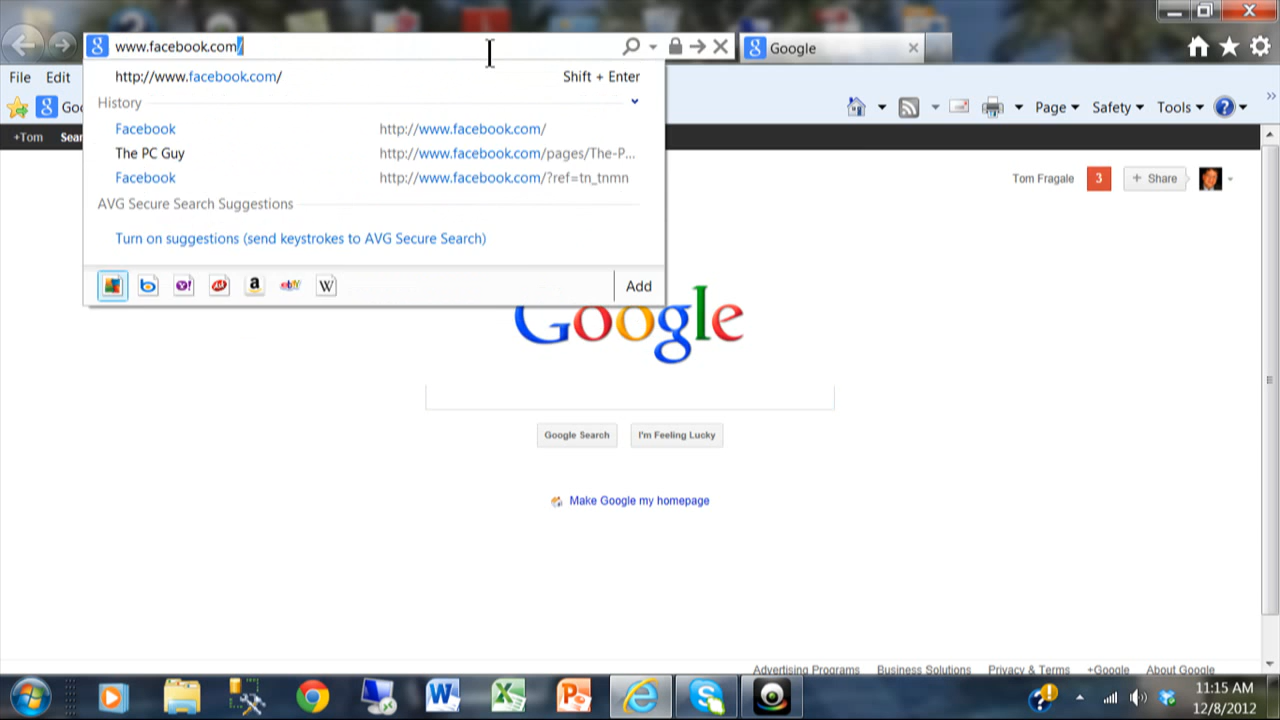 www.facebook.com/
Google
http://www.facebook.com/ Shift + Enter
File Edit
History
Goo
Page Safety Tools
Facebook http://www.facebook.com/
+Tom Sear
The PC Guy http://www.facebook.com/pages/The-P...
Facebook http://www.facebook.com/?ref=tn_tnmn
Tom Fragale 3 + Share
AVG Secure Search Suggestions
Turn on suggestions (send keystrokes to AVG Secure Search)
Add
Google
Google Search I'm Feeling Lucky
Make Google my homepage
Advertising Programs Business Solutions Privacy & Terms +Google About Google
11:15 AM
12/8/2012